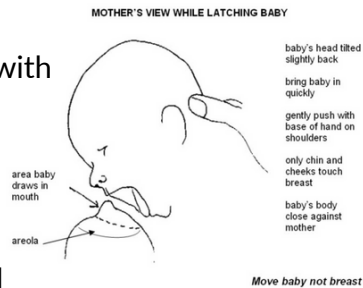 MOTHER'S VIEW WHILE LATCHING BABY
with
baby's head tilted
slightly back
bring baby in
quickly
gently push with
base of hand on
shoulders
only chin and
cheeks touch
breast
baby's body
close against
mother
area baby
draws in
mouth
areola
Move baby not breast